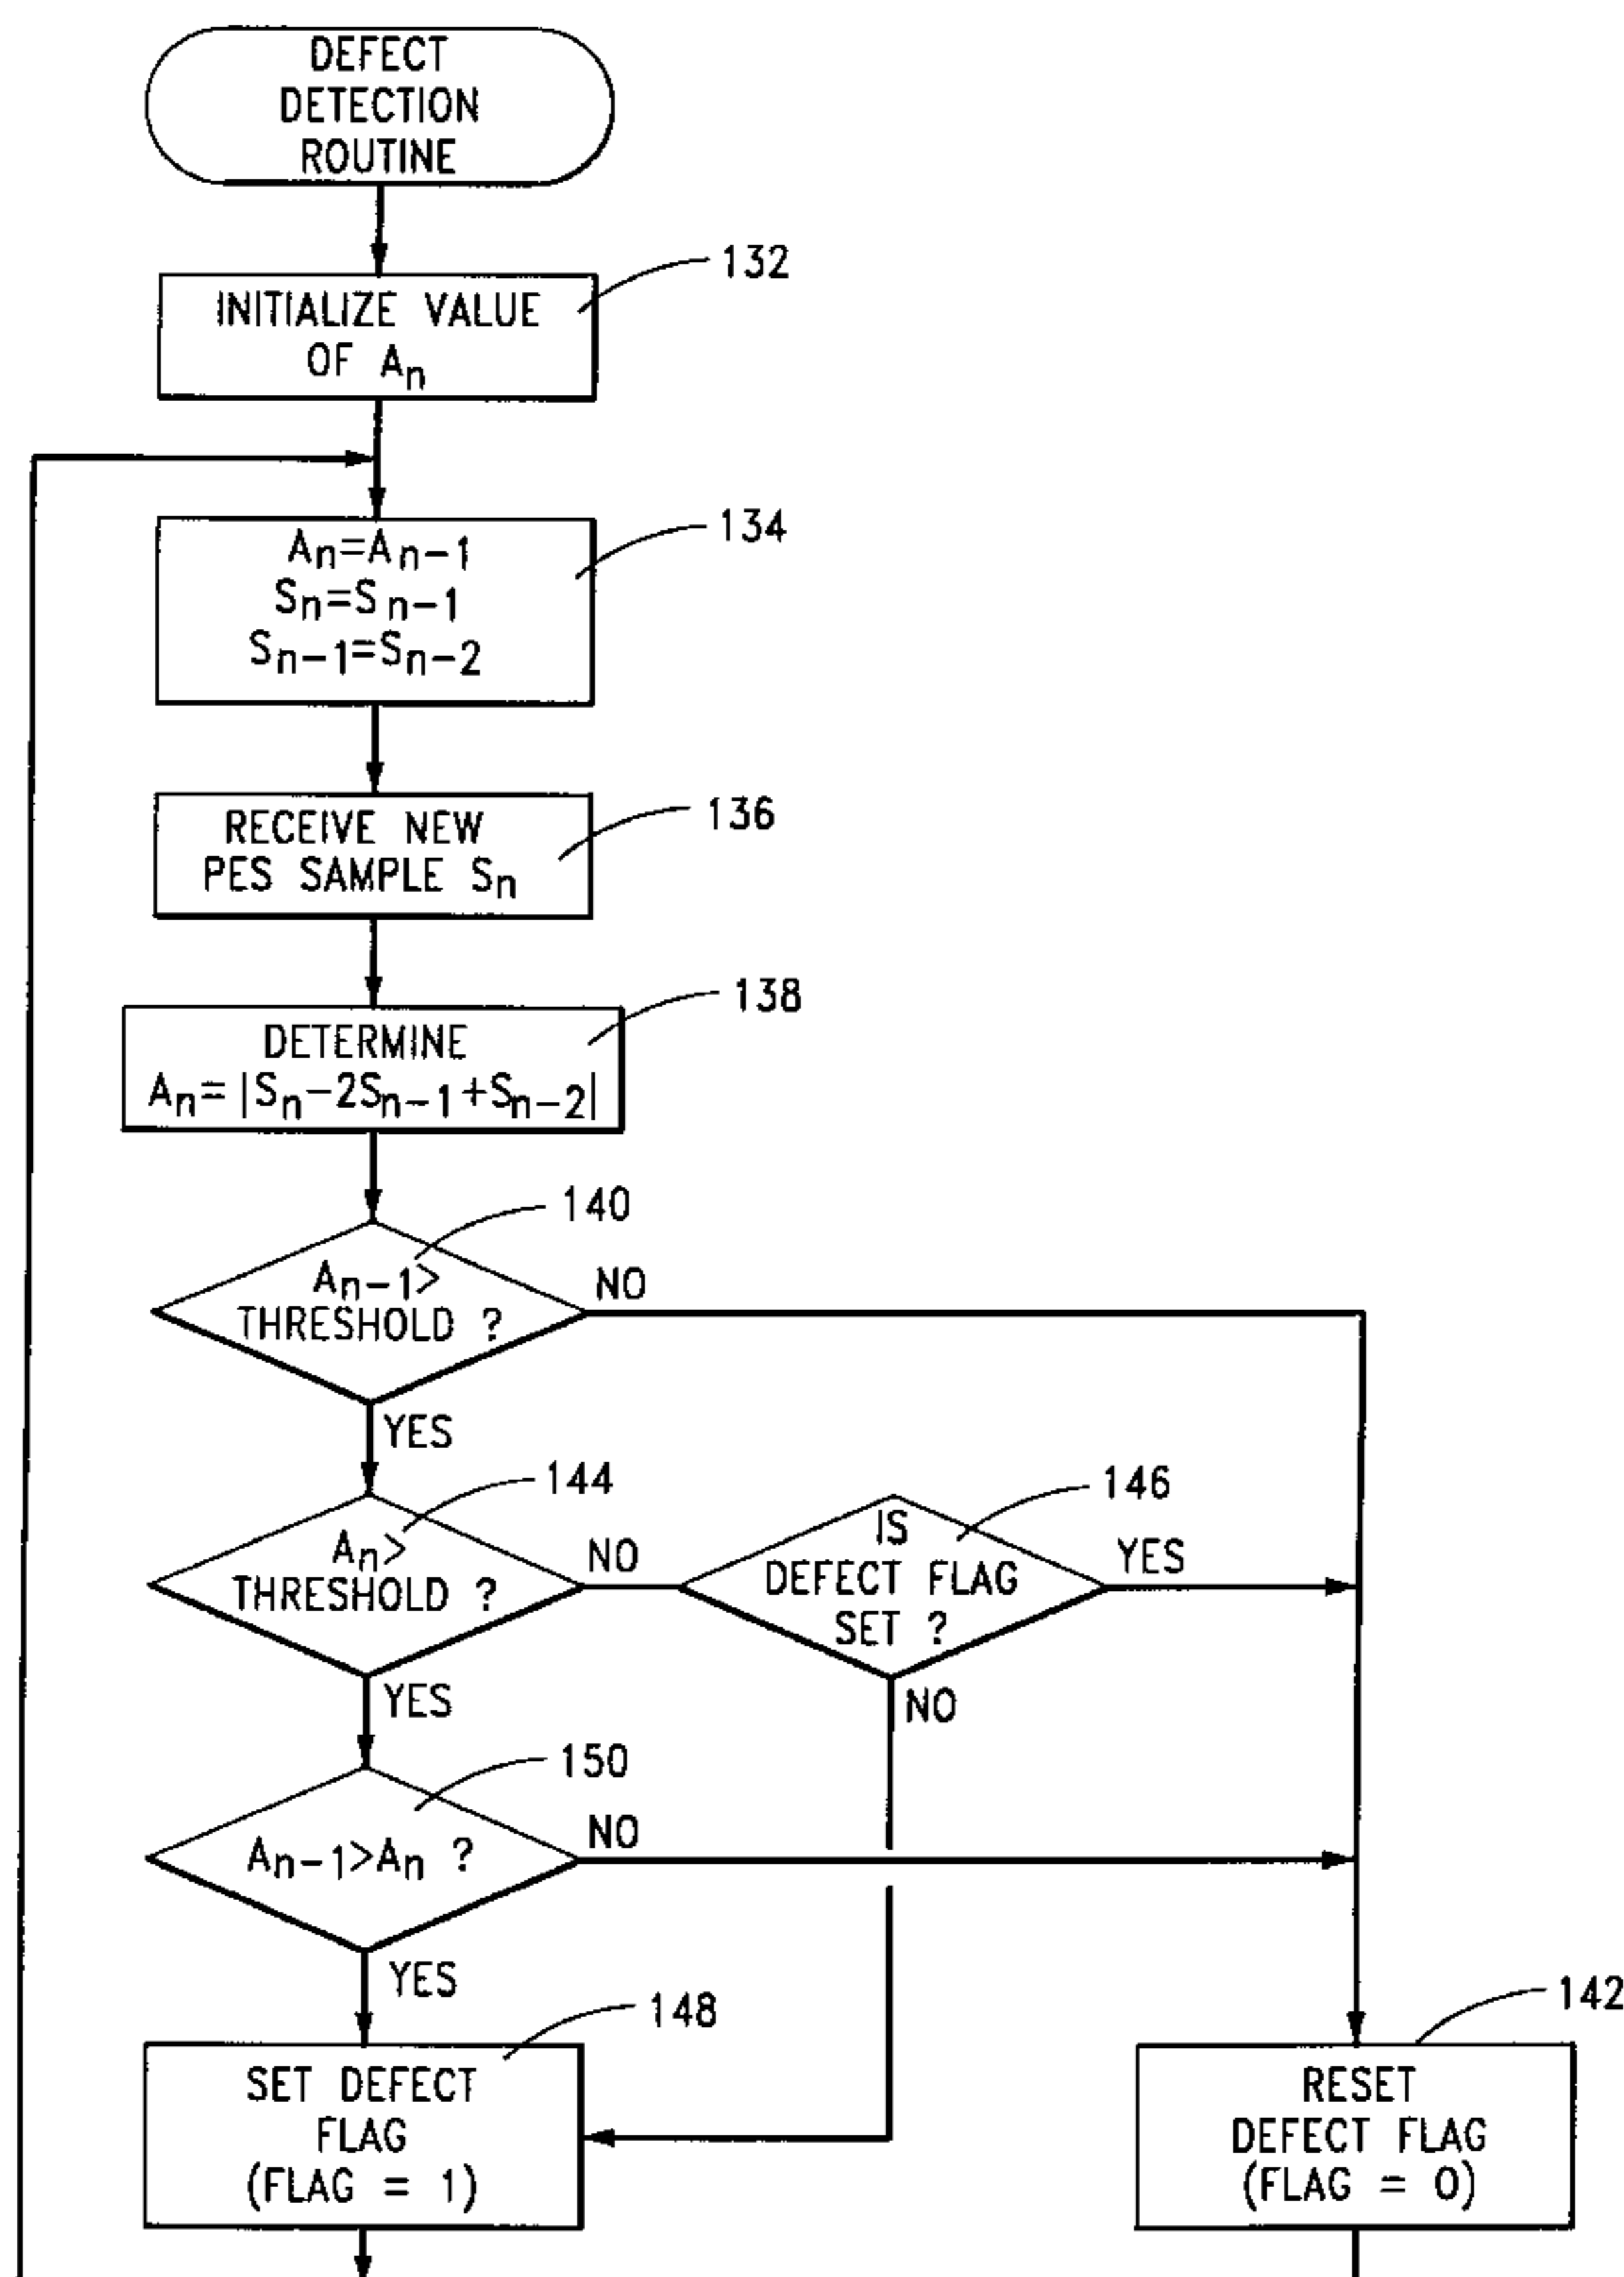 DEFECT
DETECTION
ROUTINE
132
INITIALIZE VALUE
OF An
134
An=An-1
Sn=Sn-1
Sn-1=Sn-2
136
RECEIVE NEW
PES SAMPLE Sn
138
DETERMINE
An=|Sn-2Sn-1+Sn-2|
140
An-1>
THRESHOLD ?
NO
YES
144
An>
THRESHOLD ?
NO
146
IS
DEFECT FLAG
SET ?
YES
YES
NO
150
An-1>An ?
NO
YES
148
SET DEFECT
FLAG
(FLAG = 1)
142
RESET
DEFECT FLAG
(FLAG = 0)